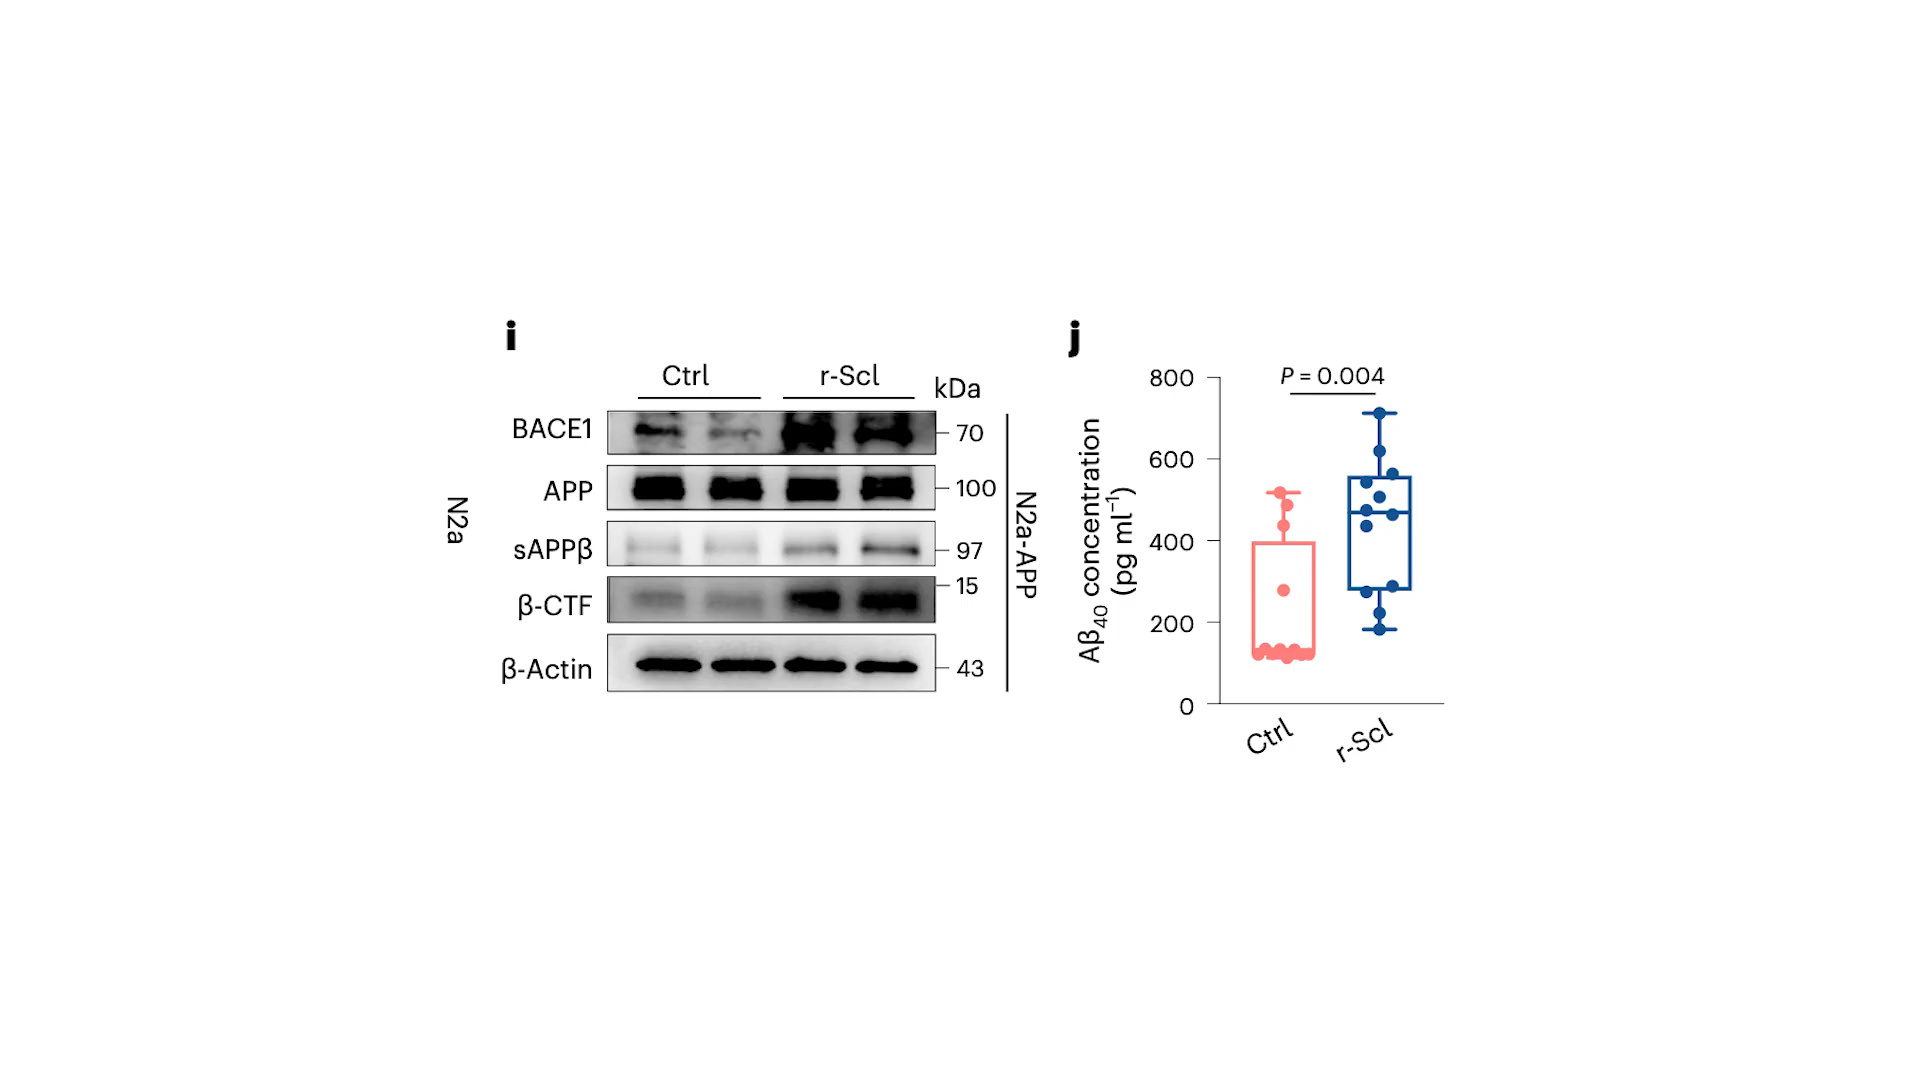 i
Ctrl
r-Scl
kDa
BACE1
70
APP
100
sAPPβ
97
β-CTF
15
β-Actin
43
N2a
N2a-APP
j
P = 0.004
Aβ40 concentration
(pg ml⁻¹)
800
600
400
200
0
Ctrl
r-Scl